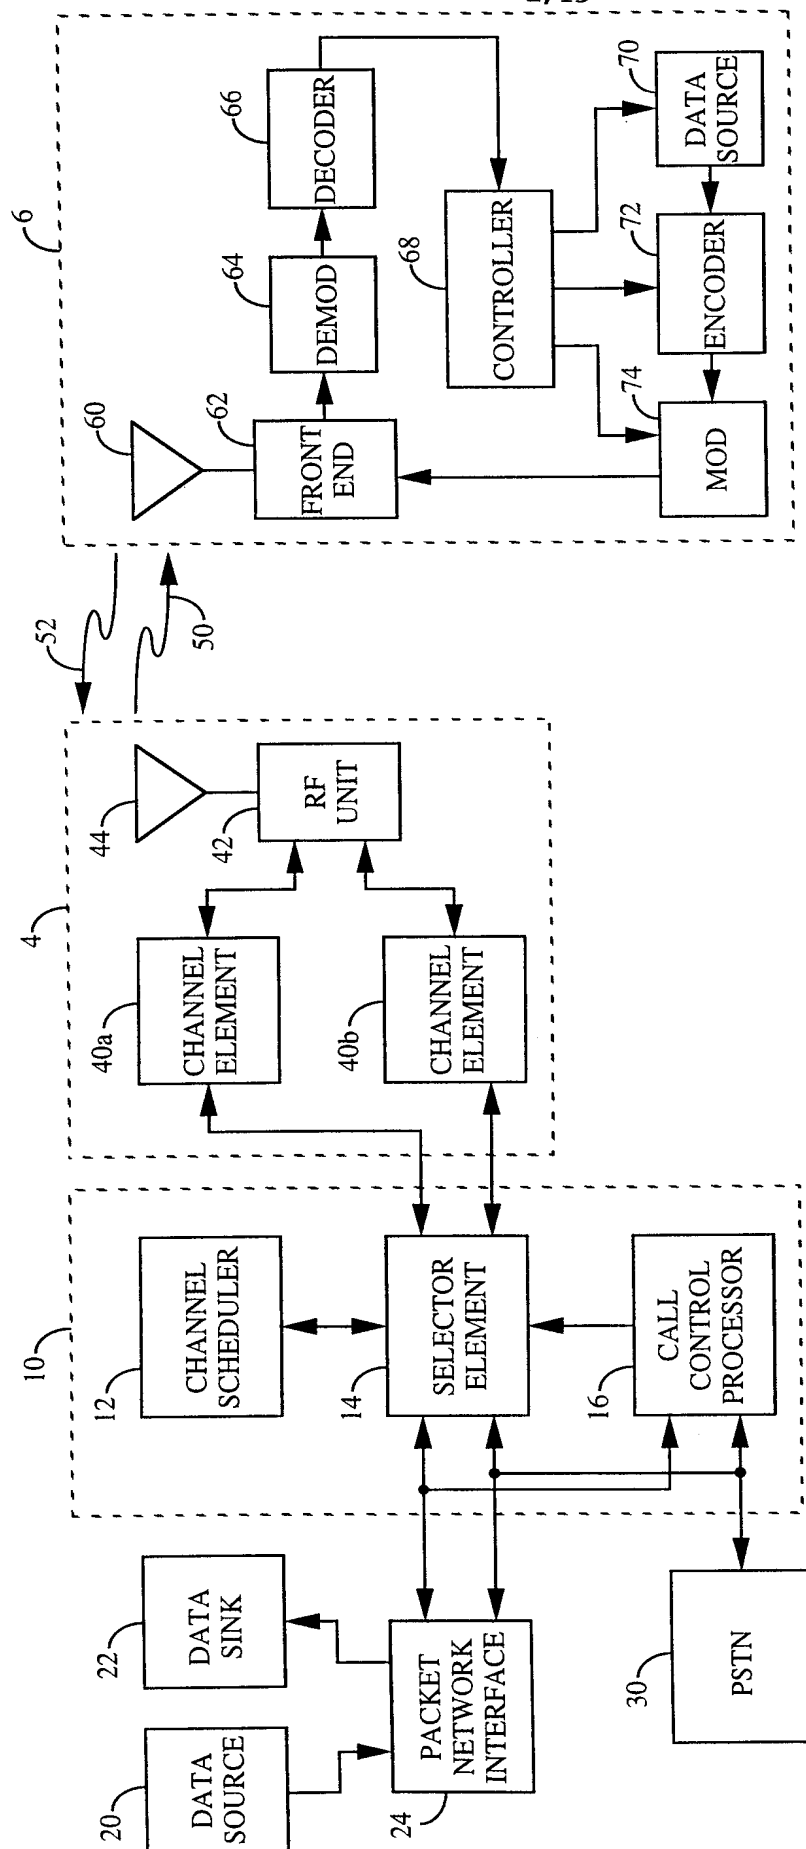 6
60
62
FRONT
END
64
DEMOD
66
DECODER
68
CONTROLLER
70
DATA
SOURCE
72
ENCODER
74
MOD
52
50
4
44
42
RF
UNIT
40a
CHANNEL
ELEMENT
40b
CHANNEL
ELEMENT
10
12
CHANNEL
SCHEDULER
14
SELECTOR
ELEMENT
16
CALL
CONTROL
PROCESSOR
22
DATA
SINK
20
DATA
SOURCE
24
PACKET
NETWORK
INTERFACE
30
PSTN